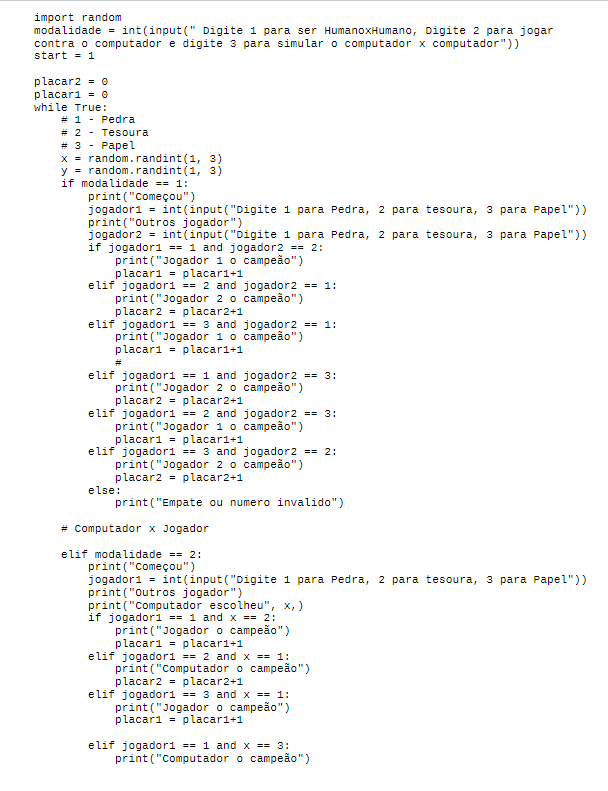 import random
modalidade = int(input(" Digite 1 para ser HumanoxHumano, Digite 2 para jogar
contra o computador e digite 3 para simular o computador x computador"))
start = 1
placar2 = 0
placar1 = 0
while True:
    # 1 - Pedra
    # 2 - Tesoura
    # 3 - Papel
    x = random.randint(1, 3)
    y = random.randint(1, 3)
    if modalidade == 1:
        print("Começou")
        jogador1 = int(input("Digite 1 para Pedra, 2 para tesoura, 3 para Papel"))
        print("Outros jogador")
        jogador2 = int(input("Digite 1 para Pedra, 2 para tesoura, 3 para Papel"))
        if jogador1 == 1 and jogador2 == 2:
            print("Jogador 1 o campeão")
            placar1 = placar1+1
        elif jogador1 == 2 and jogador2 == 1:
            print("Jogador 2 o campeão")
            placar2 = placar2+1
        elif jogador1 == 3 and jogador2 == 1:
            print("Jogador 1 o campeão")
            placar1 = placar1+1
            #
        elif jogador1 == 1 and jogador2 == 3:
            print("Jogador 2 o campeão")
            placar2 = placar2+1
        elif jogador1 == 2 and jogador2 == 3:
            print("Jogador 1 o campeão")
            placar1 = placar1+1
        elif jogador1 == 3 and jogador2 == 2:
            print("Jogador 2 o campeão")
            placar2 = placar2+1
        else:
            print("Empate ou numero invalido")
    # Computador x Jogador
    elif modalidade == 2:
        print("Começou")
        jogador1 = int(input("Digite 1 para Pedra, 2 para tesoura, 3 para Papel"))
        print("Outros jogador")
        print("Computador escolheu", x,)
        if jogador1 == 1 and x == 2:
            print("Jogador o campeão")
            placar1 = placar1+1
        elif jogador1 == 2 and x == 1:
            print("Computador o campeão")
            placar2 = placar2+1
        elif jogador1 == 3 and x == 1:
            print("Jogador o campeão")
            placar1 = placar1+1
        elif jogador1 == 1 and x == 3:
            print("Computador o campeão")